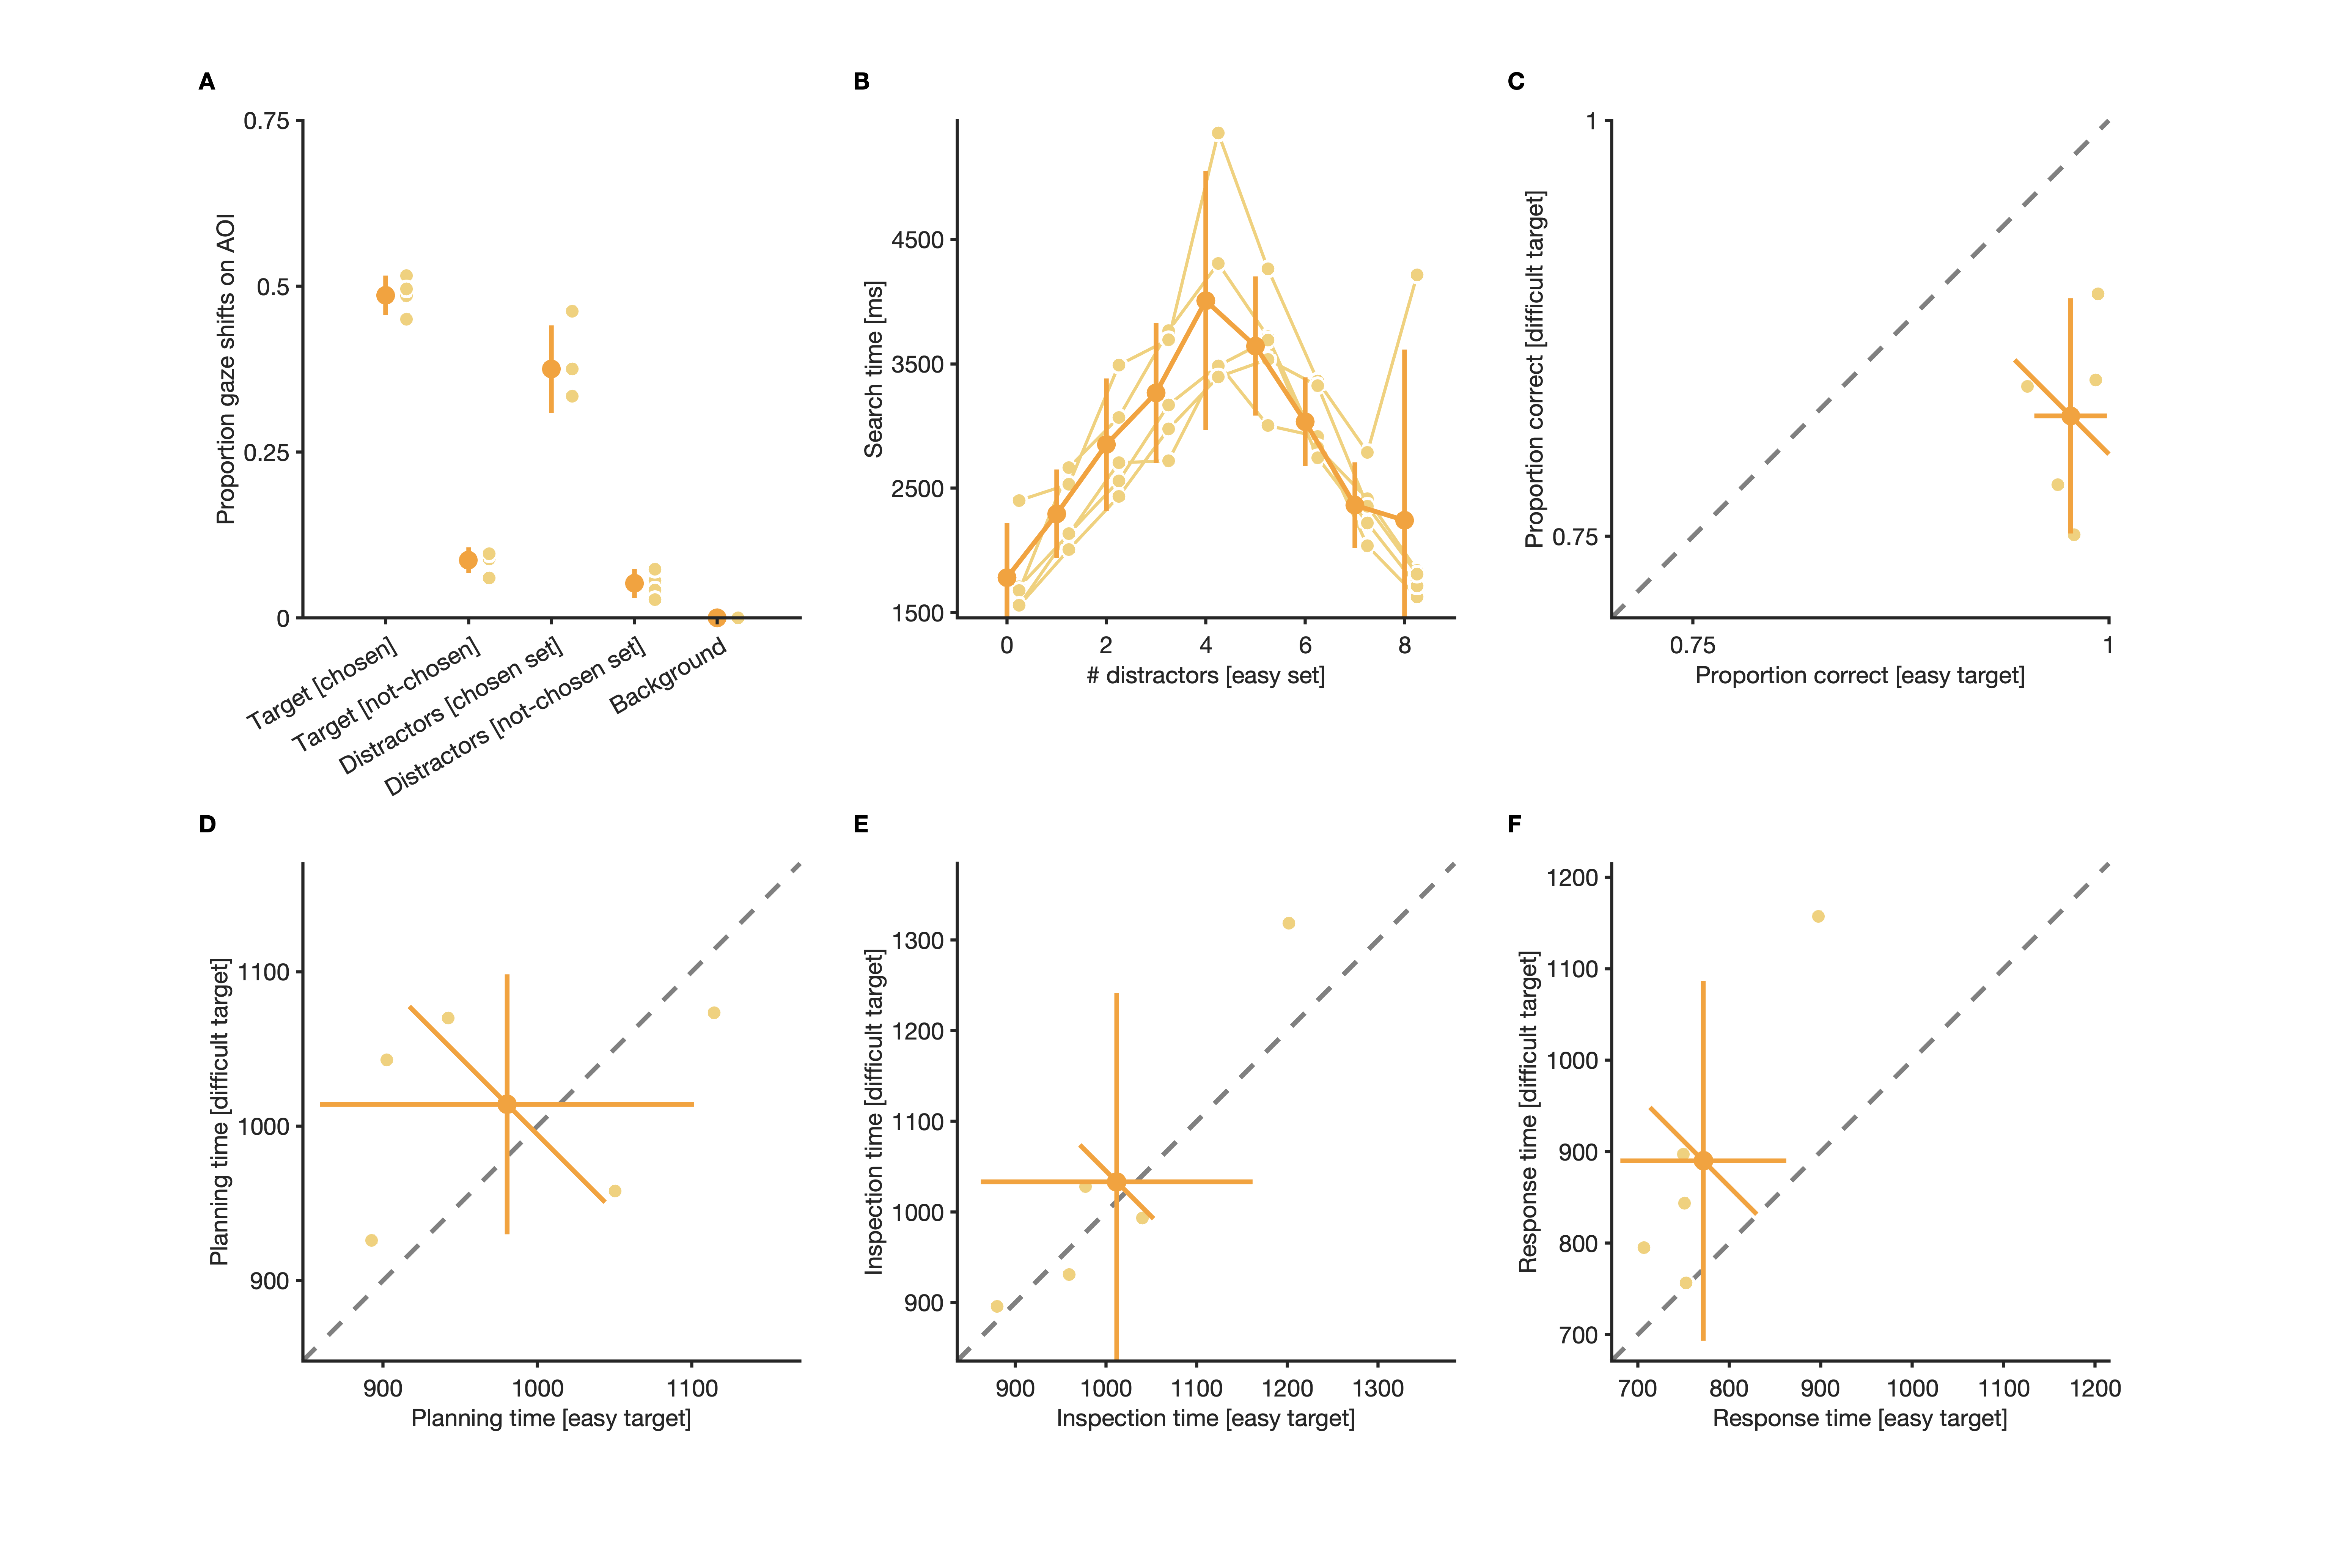 A
Proportion gaze shifts on AOI
0.75
0.5
0.25
0
Target [chosen]
Target [not-chosen]
Distractors [chosen set]
Distractors [not-chosen set]
Background
B
Search time [ms]
4500
3500
2500
1500
0 2 4 6 8
# distractors [easy set]
C
Proportion correct [difficult target]
1
0.75
0.75 1
Proportion correct [easy target]
D
Planning time [difficult target]
1100
1000
900
900 1000 1100
Planning time [easy target]
E
Inspection time [difficult target]
1300
1200
1100
1000
900
900 1000 1100 1200 1300
Inspection time [easy target]
F
Response time [difficult target]
1200
1100
1000
900
800
700
700 800 900 1000 1100 1200
Response time [easy target]